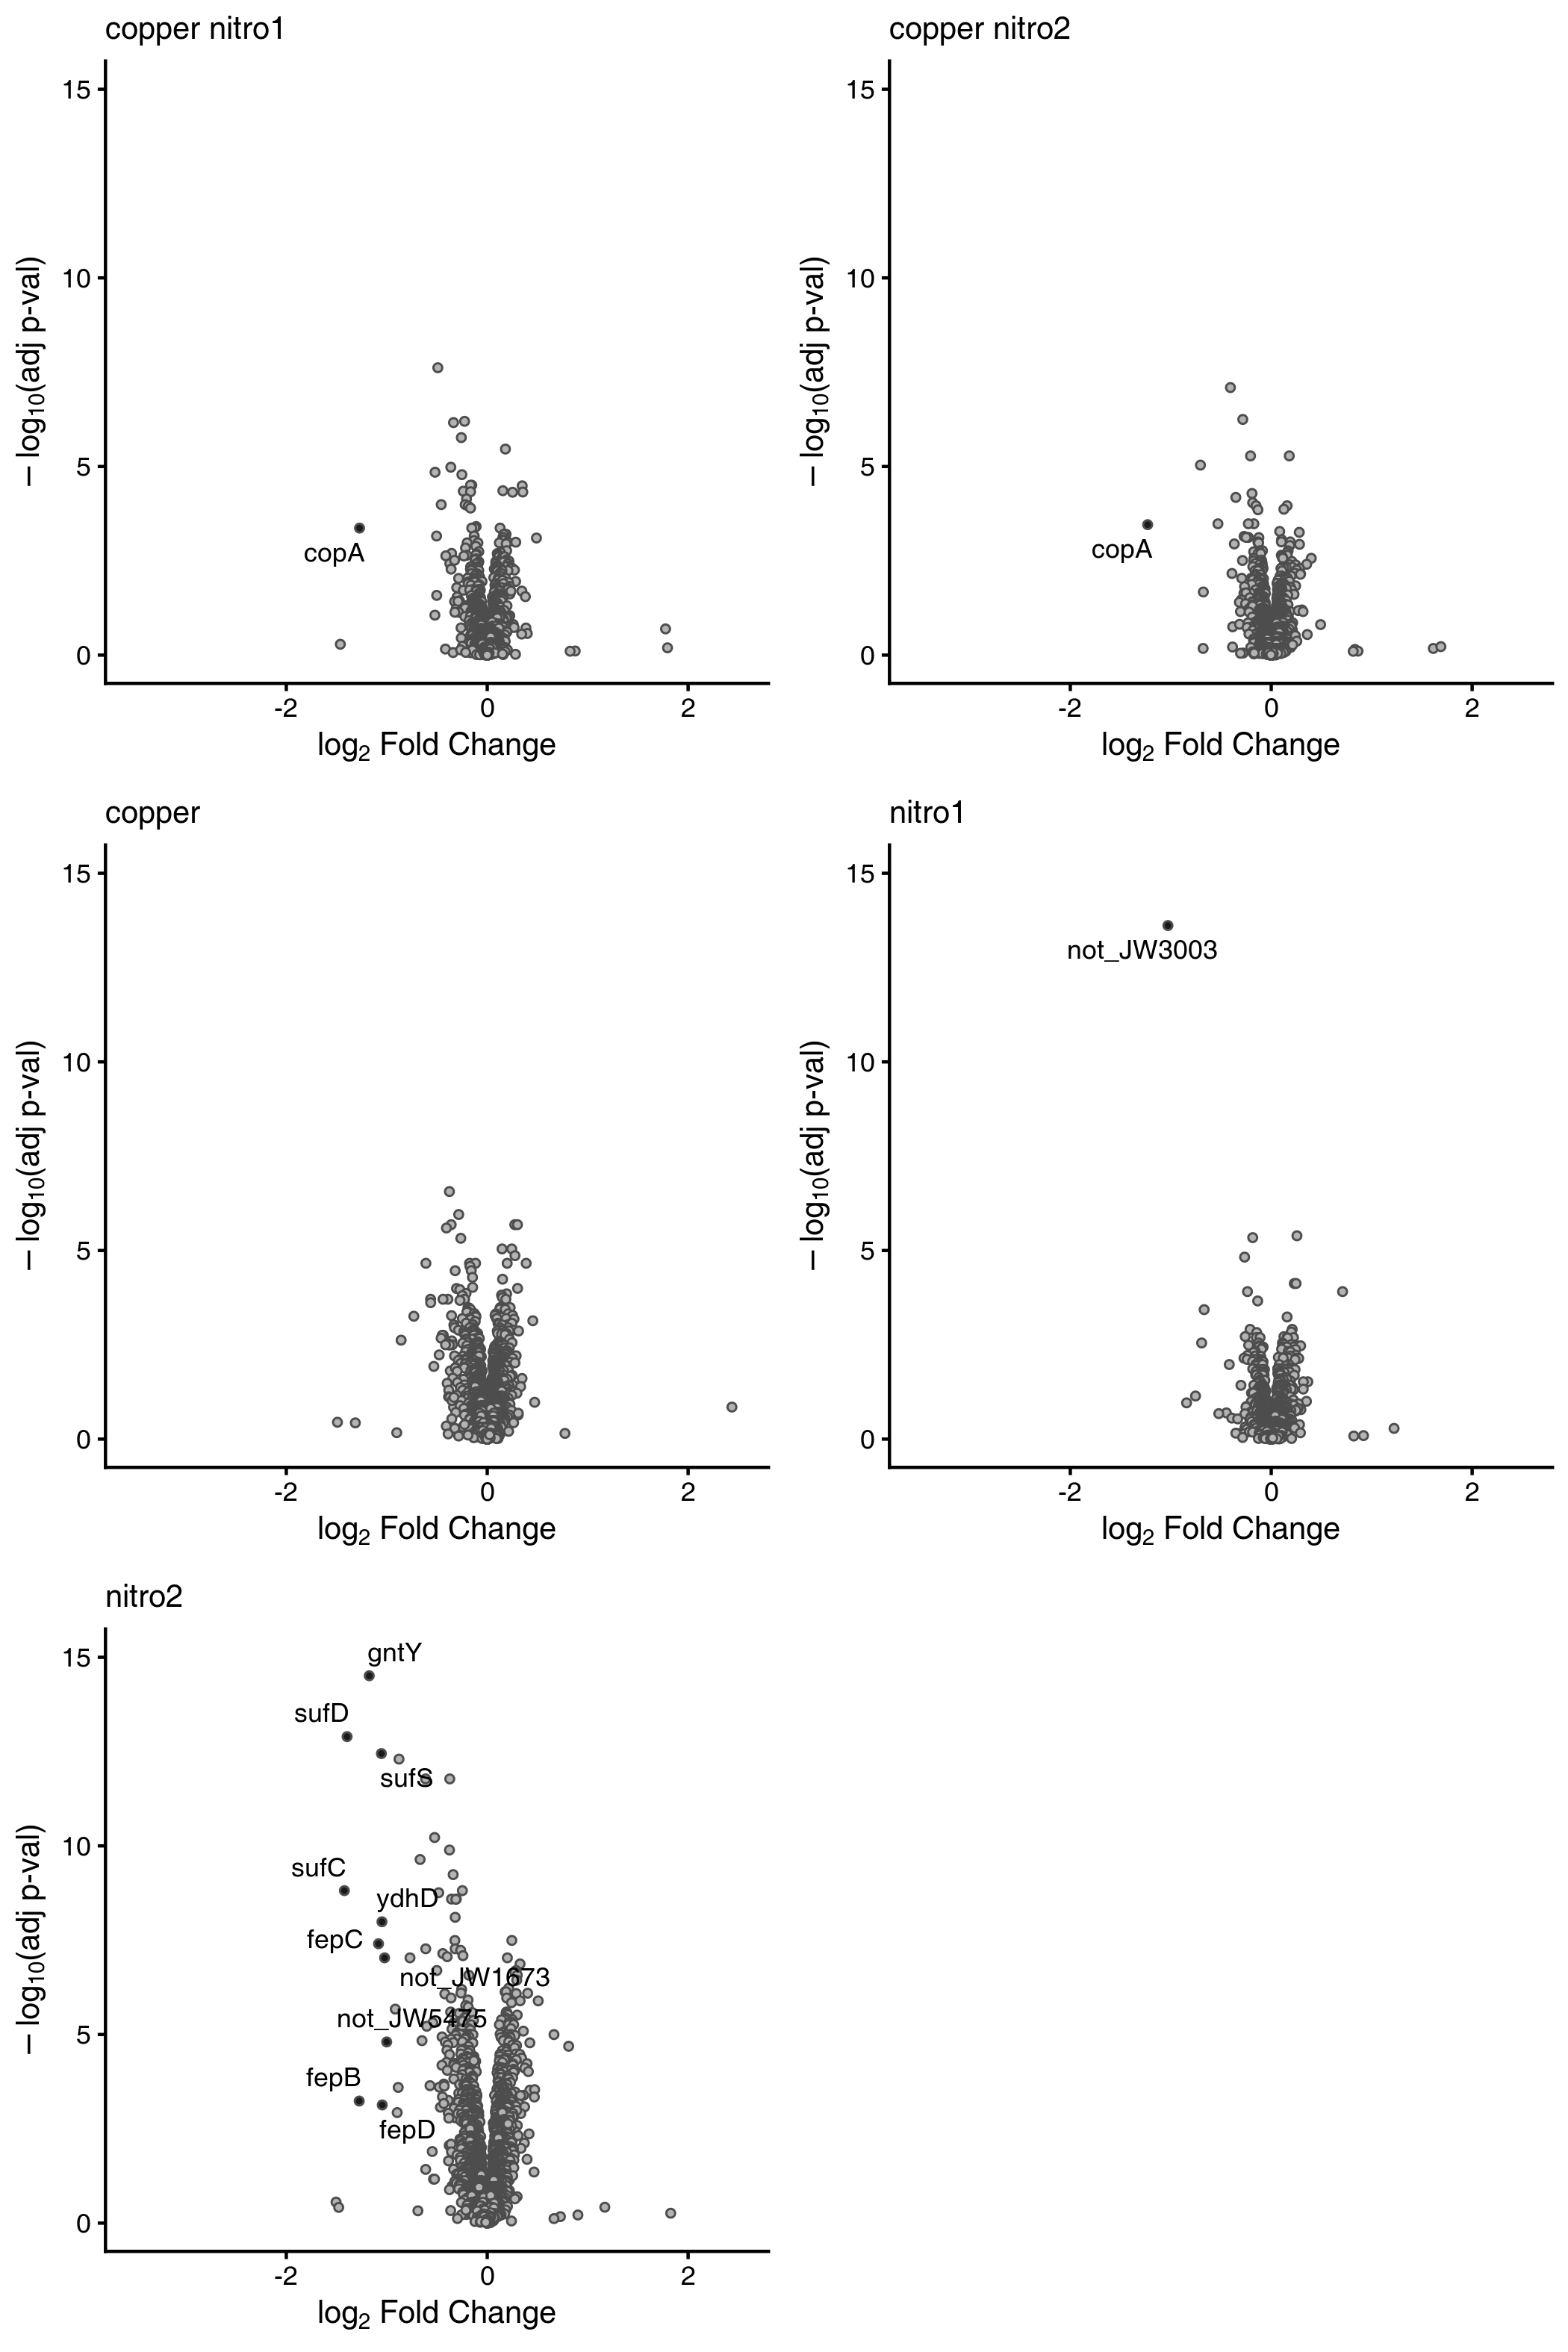 copper nitro1
15
10
5
0
− log10(adj p-val)
copA
-2 0 2
log2 Fold Change
copper nitro2
15
10
5
0
− log10(adj p-val)
copA
-2 0 2
log2 Fold Change
copper
15
10
5
0
− log10(adj p-val)
-2 0 2
log2 Fold Change
nitro1
15
10
5
0
− log10(adj p-val)
not_JW3003
-2 0 2
log2 Fold Change
nitro2
15
10
5
0
− log10(adj p-val)
gntY
sufD
sufS
sufC
ydhD
fepC
not_JW1673
not_JW5475
fepB
fepD
-2 0 2
log2 Fold Change